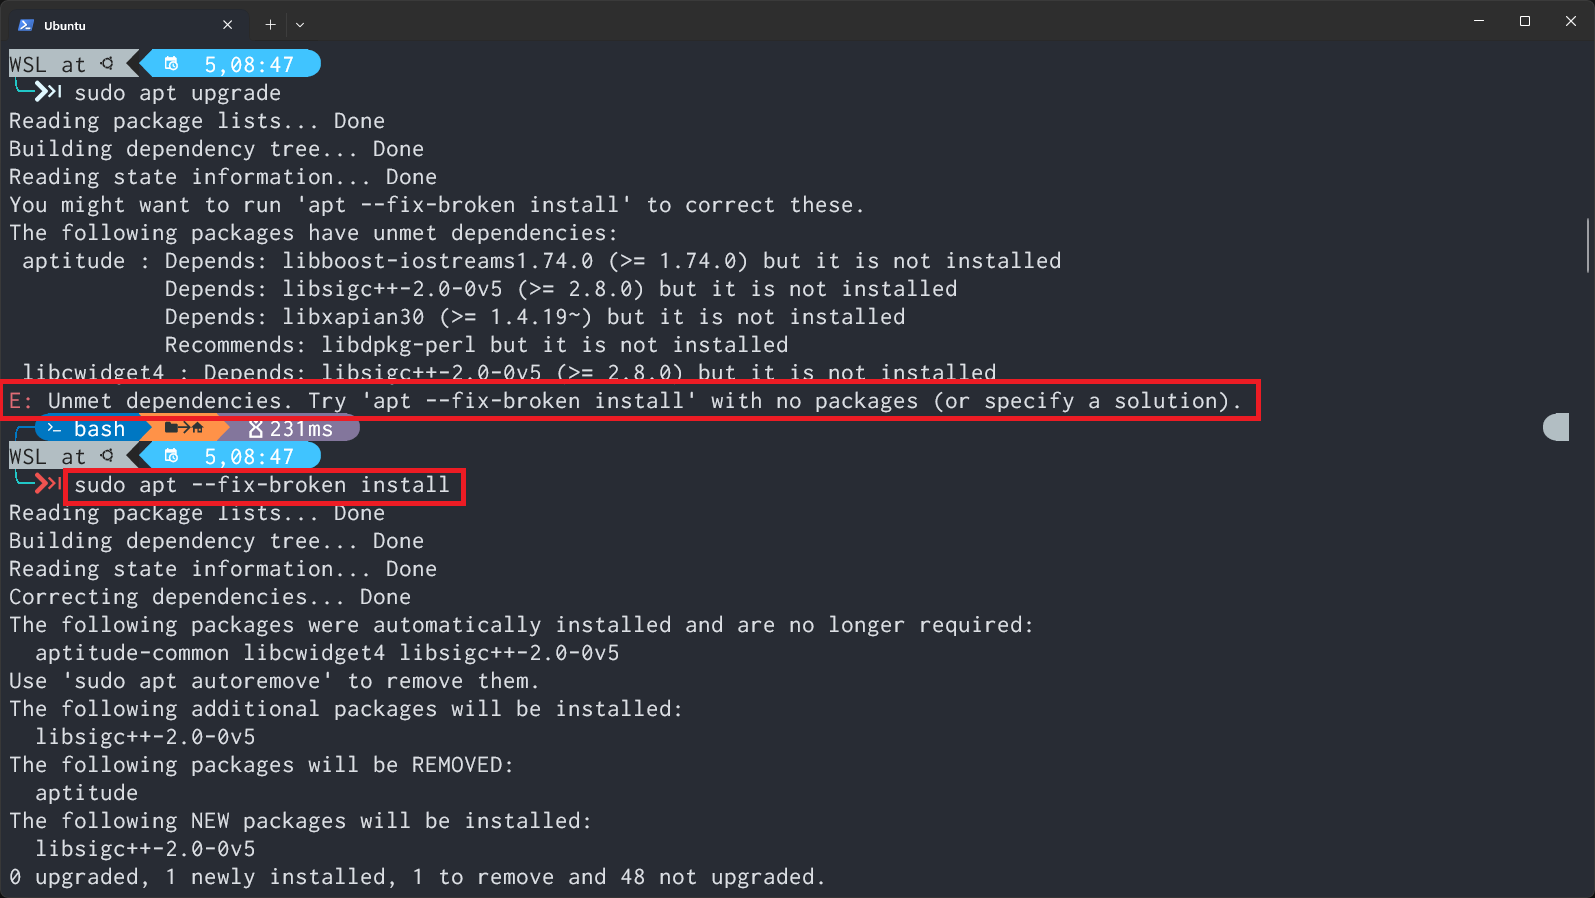 Ubuntu
WSL at 5,08:47
sudo apt upgrade
Reading package lists... Done
Building dependency tree... Done
Reading state information... Done
You might want to run 'apt --fix-broken install' to correct these.
The following packages have unmet dependencies:
aptitude : Depends: libboost-iostreams1.74.0 (>= 1.74.0) but it is not installed
Depends: libsigc++-2.0-0v5 (>= 2.8.0) but it is not installed
Depends: libxapian30 (>= 1.4.19~) but it is not installed
Recommends: libdpkg-perl but it is not installed
libcwidget4 : Depends: libsigc++-2.0-0v5 (>= 2.8.0) but it is not installed
E: Unmet dependencies. Try 'apt --fix-broken install' with no packages (or specify a solution).
bash 231ms
WSL at 5,08:47
sudo apt --fix-broken install
Reading package lists... Done
Building dependency tree... Done
Reading state information... Done
Correcting dependencies... Done
The following packages were automatically installed and are no longer required:
aptitude-common libcwidget4 libsigc++-2.0-0v5
Use 'sudo apt autoremove' to remove them.
The following additional packages will be installed:
libsigc++-2.0-0v5
The following packages will be REMOVED:
aptitude
The following NEW packages will be installed:
libsigc++-2.0-0v5
0 upgraded, 1 newly installed, 1 to remove and 48 not upgraded.